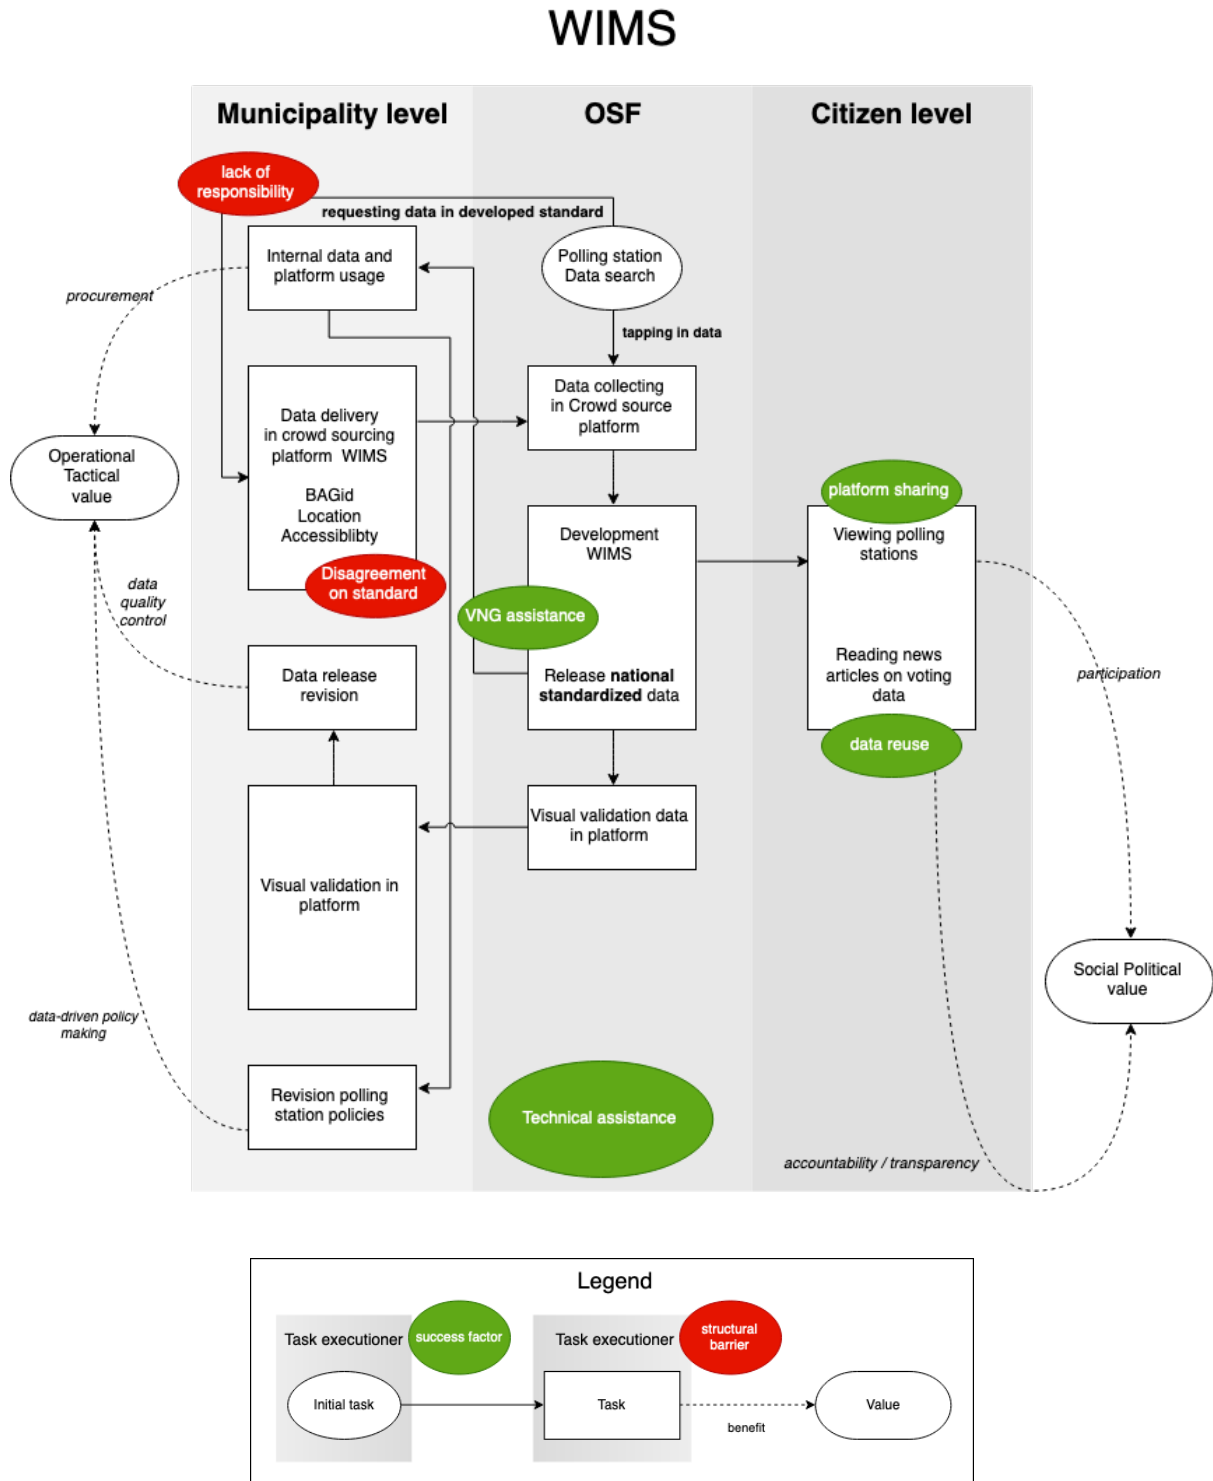 WIMS
Municipality level
OSF
Citizen level
lack of
responsibility
requesting data in developed standard
Internal data and
platform usage
Polling station
Data search
procurement
tapping in data
Data collecting
in Crowd source
platform
Data delivery
in crowd sourcing
platform WIMS
BAGid
Location
Accessiblibty
Operational
Tactical
value
platform sharing
Viewing polling
stations
Development
WIMS
Disagreement
on standard
data
quality
control
VNG assistance
Reading news
articles on voting
data
Data release
revision
Release national
standardized data
participation
data reuse
Visual validation data
in platform
Visual validation in
platform
Social Political
value
data-driven policy
making
Revision polling
station policies
Technical assistance
accountability / transparency
Legend
Task executioner
success factor
Task executioner
structural
barrier
Initial task
Task
benefit
Value